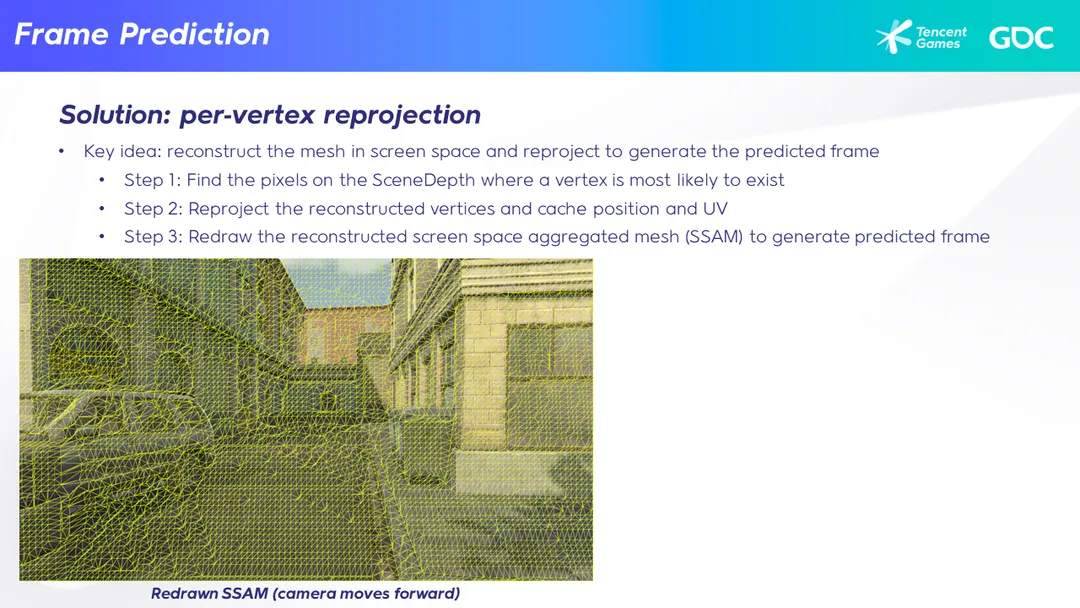 Frame Prediction
Tencent
Games
GDC
Solution: per-vertex reprojection
• Key idea: reconstruct the mesh in screen space and reproject to generate the predicted frame
• Step 1: Find the pixels on the SceneDepth where a vertex is most likely to exist
• Step 2: Reproject the reconstructed vertices and cache position and UV
• Step 3: Redraw the reconstructed screen space aggregated mesh (SSAM) to generate predicted frame
Redrawn SSAM (camera moves forward)